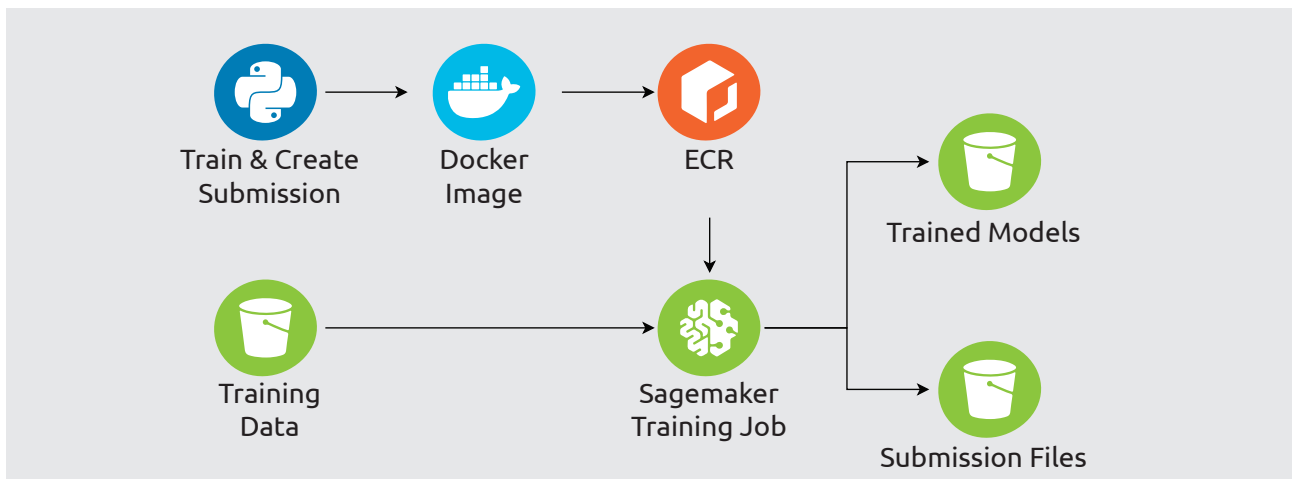 Train & Create
Submission
Docker
Image
ECR
Trained Models
Training
Data
Sagemaker
Training Job
Submission Files